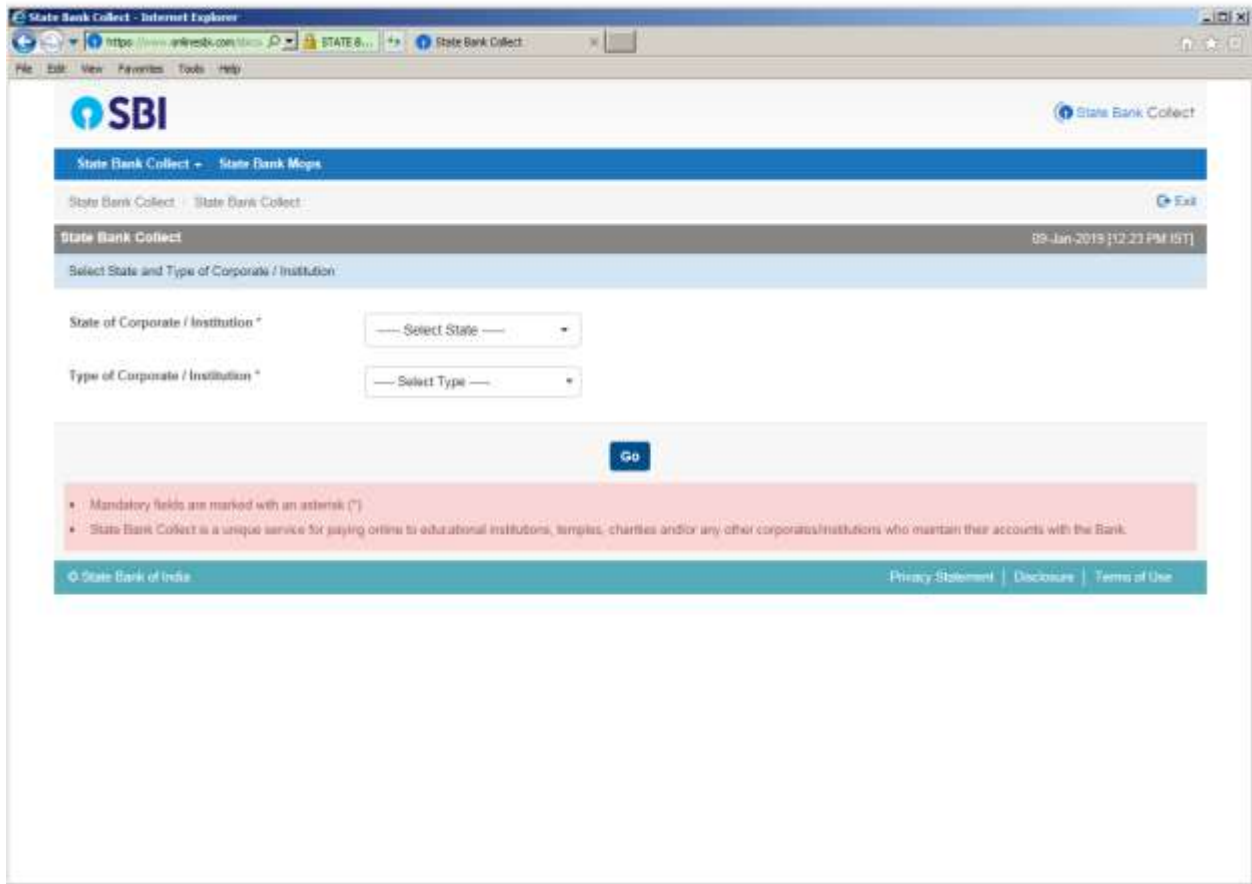 State Bank Collect - Internet Explorer
https://www.onlinesbi.com STATE B... State Bank Collect
File Edit View Favorites Tools Help
SBI
State Bank Collect
State Bank Collect State Bank Mops
State Bank Collect State Bank Collect
Exit
State Bank Collect
09-Jan-2019 [12:23 PM IST]
Select State and Type of Corporate / Institution
State of Corporate / Institution *
----- Select State -----
Type of Corporate / Institution *
----- Select Type -----
Go
• Mandatory fields are marked with an asterisk (*)
• State Bank Collect is a unique service for paying online to educational institutions, temples, charities and/or any other corporates/institutions who maintain their accounts with the Bank.
© State Bank of India
Privacy Statement | Disclosure | Terms of Use